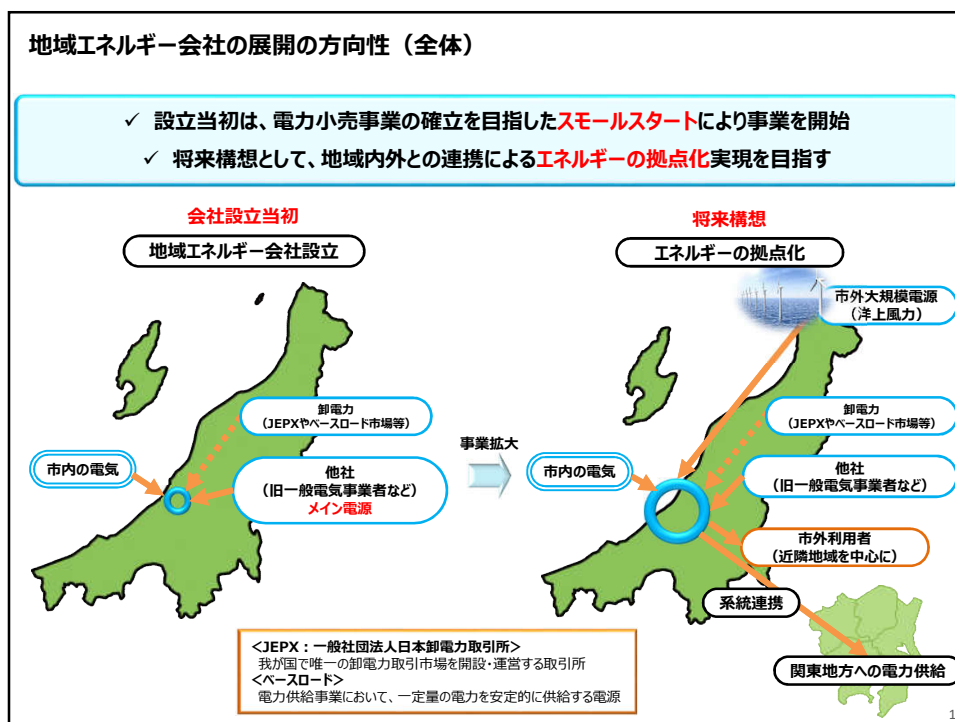 地域エネルギー会社の展開の方向性（全体）
✓ 設立当初は、電力小売事業の確立を目指したスモールスタートにより事業を開始
✓ 将来構想として、地域内外との連携によるエネルギーの拠点化実現を目指す
会社設立当初
地域エネルギー会社設立
卸電力
（JEPXやベースロード市場等）
市内の電気
他社
（旧一般電気事業者など）
メイン電源
事業拡大
将来構想
エネルギーの拠点化
市外大規模電源
（洋上風力）
卸電力
（JEPXやベースロード市場等）
市内の電気
他社
（旧一般電気事業者など）
市外利用者
（近隣地域を中心に）
系統連携
関東地方への電力供給
<JEPX：一般社団法人日本卸電力取引所>
我が国で唯一の卸電力取引市場を開設・運営する取引所
<ベースロード>
電力供給事業において、一定量の電力を安定的に供給する電源
1